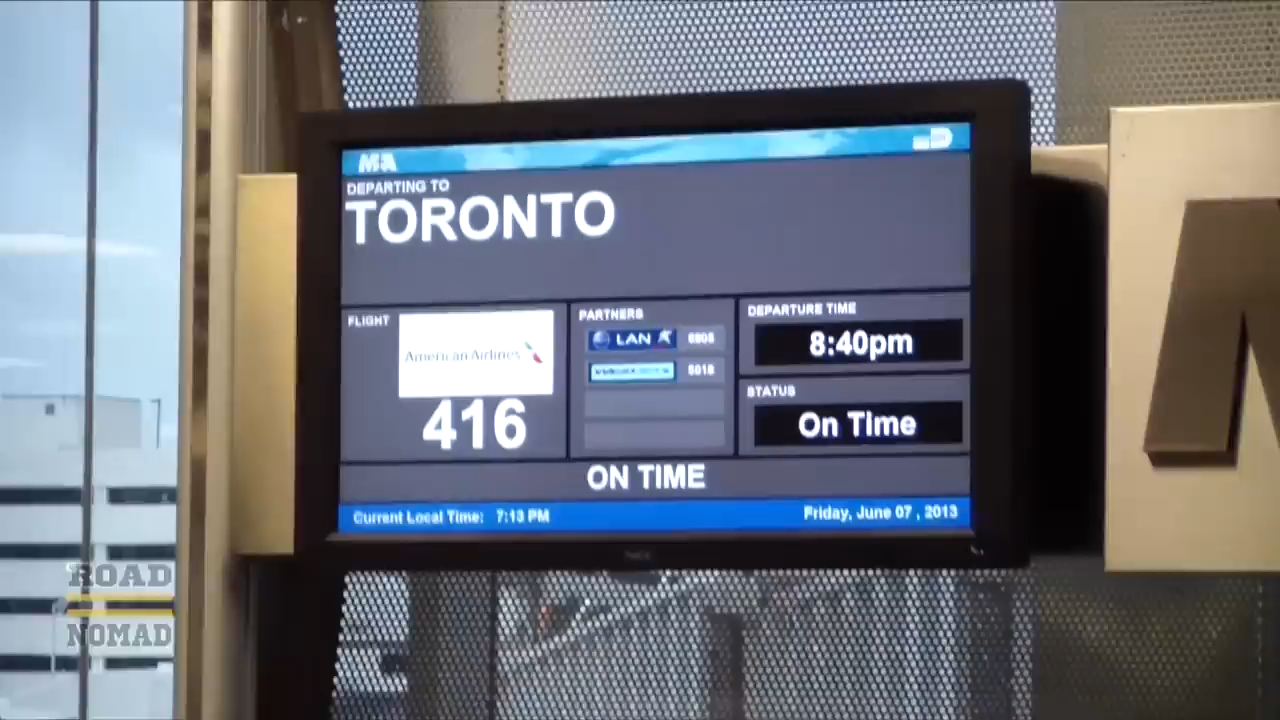 MIA
DEPARTING TO
TORONTO
FLIGHT
American Airlines
416
PARTNERS
LAN
DEPARTURE TIME
8:40pm
STATUS
On Time
ON TIME
Current Local Time: 7:13 PM
Friday, June 07 , 2013
ROAD
NOMAD